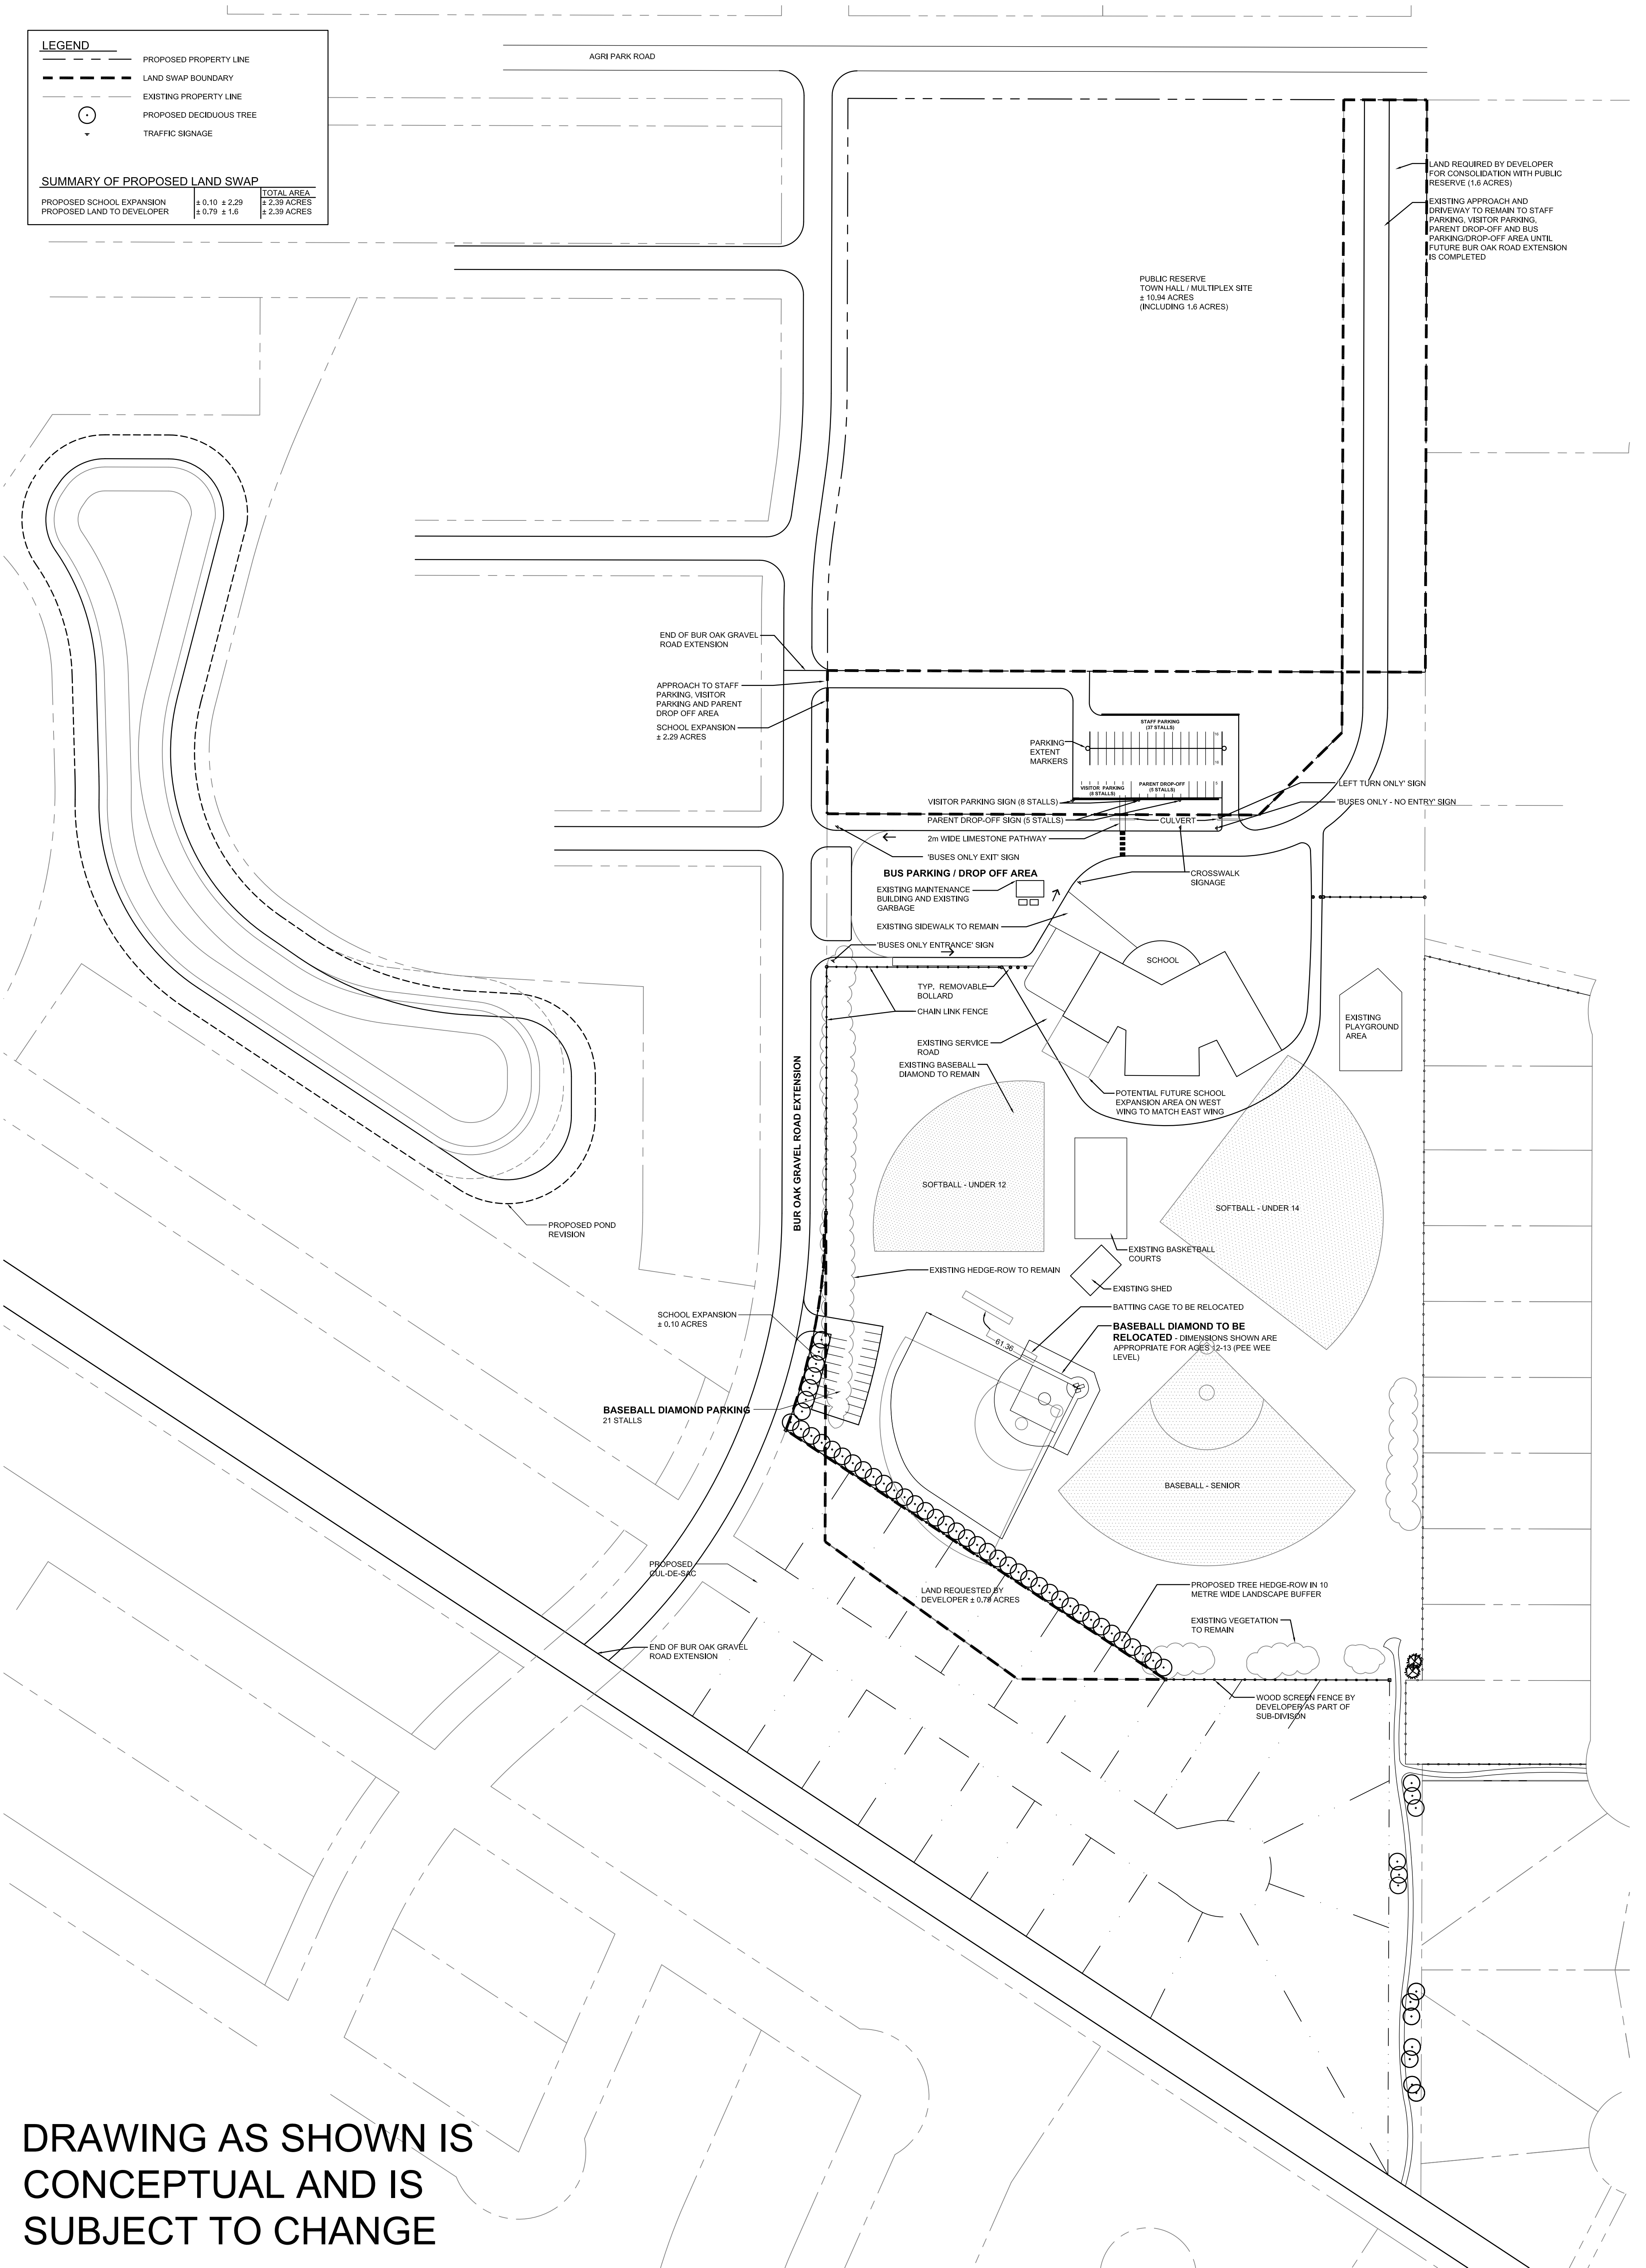 LEGEND
PROPOSED PROPERTY LINE
LAND SWAP BOUNDARY
EXISTING PROPERTY LINE
PROPOSED DECIDUOUS TREE
TRAFFIC SIGNAGE
SUMMARY OF PROPOSED LAND SWAP
TOTAL AREA
PROPOSED SCHOOL EXPANSION ± 0.10 ± 2.29 ± 2.39 ACRES
PROPOSED LAND TO DEVELOPER ± 0.79 ± 1.6 ± 2.39 ACRES
AGRI PARK ROAD
LAND REQUIRED BY DEVELOPER
FOR CONSOLIDATION WITH PUBLIC
RESERVE (1.6 ACRES)
EXISTING APPROACH AND
DRIVEWAY TO REMAIN TO STAFF
PARKING, VISITOR PARKING,
PARENT DROP-OFF AND BUS
PARKING/DROP-OFF AREA UNTIL
FUTURE BUR OAK ROAD EXTENSION
IS COMPLETED
PUBLIC RESERVE
TOWN HALL / MULTIPLEX SITE
± 10.94 ACRES
(INCLUDING 1.6 ACRES)
END OF BUR OAK GRAVEL
ROAD EXTENSION
APPROACH TO STAFF
PARKING, VISITOR
PARKING AND PARENT
DROP OFF AREA
SCHOOL EXPANSION
± 2.29 ACRES
STAFF PARKING
(37 STALLS)
PARKING
EXTENT
MARKERS
VISITOR PARKING
(8 STALLS)
PARENT DROP-OFF
(5 STALLS)
LEFT TURN ONLY' SIGN
VISITOR PARKING SIGN (8 STALLS)
'BUSES ONLY - NO ENTRY' SIGN
PARENT DROP-OFF SIGN (5 STALLS)
CULVERT
2m WIDE LIMESTONE PATHWAY
'BUSES ONLY EXIT' SIGN
BUS PARKING / DROP OFF AREA
CROSSWALK
SIGNAGE
EXISTING MAINTENANCE
BUILDING AND EXISTING
GARBAGE
EXISTING SIDEWALK TO REMAIN
'BUSES ONLY ENTRANCE' SIGN
SCHOOL
TYP. REMOVABLE
BOLLARD
CHAIN LINK FENCE
EXISTING
PLAYGROUND
AREA
EXISTING SERVICE
ROAD
EXISTING BASEBALL
DIAMOND TO REMAIN
POTENTIAL FUTURE SCHOOL
EXPANSION AREA ON WEST
WING TO MATCH EAST WING
BUR OAK GRAVEL ROAD EXTENSION
SOFTBALL - UNDER 12
SOFTBALL - UNDER 14
PROPOSED POND
REVISION
EXISTING BASKETBALL
COURTS
EXISTING HEDGE-ROW TO REMAIN
EXISTING SHED
SCHOOL EXPANSION
± 0.10 ACRES
BATTING CAGE TO BE RELOCATED
BASEBALL DIAMOND TO BE
RELOCATED - DIMENSIONS SHOWN ARE
APPROPRIATE FOR AGES 12-13 (PEE WEE
LEVEL)
61.36
BASEBALL DIAMOND PARKING
21 STALLS
BASEBALL - SENIOR
PROPOSED
CUL-DE-SAC
LAND REQUESTED BY
DEVELOPER ± 0.79 ACRES
PROPOSED TREE HEDGE-ROW IN 10
METRE WIDE LANDSCAPE BUFFER
EXISTING VEGETATION
TO REMAIN
END OF BUR OAK GRAVEL
ROAD EXTENSION
WOOD SCREEN FENCE BY
DEVELOPER AS PART OF
SUB-DIVISON
DRAWING AS SHOWN IS
CONCEPTUAL AND IS
SUBJECT TO CHANGE